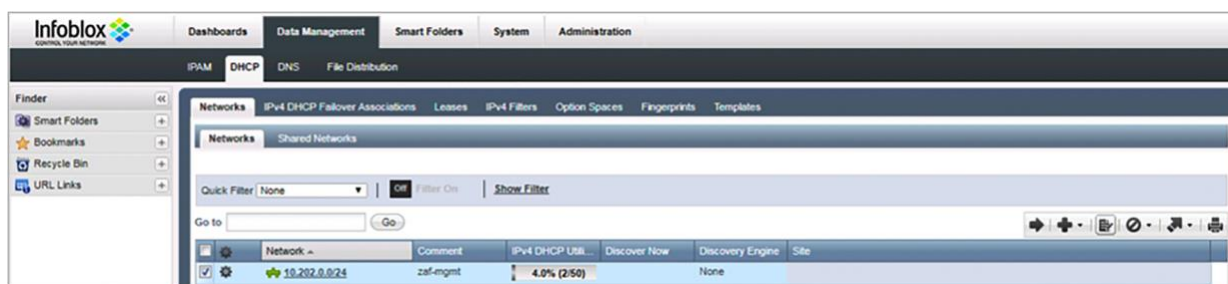 Infoblox
CONTROL YOUR NETWORK
Dashboards Data Management Smart Folders System Administration
IPAM DHCP DNS File Distribution
Finder
Smart Folders
Bookmarks
Recycle Bin
URL Links
Networks IPv4 DHCP Failover Associations Leases IPv4 Filters Option Spaces Fingerprints Templates
Networks Shared Networks
Quick Filter None Off Filter On Show Filter
Go to Go
Network Comment IPv4 DHCP Utili... Discover Now Discovery Engine Site
10.202.0.0/24 zaf-mgmt 4.0% (2/50) None